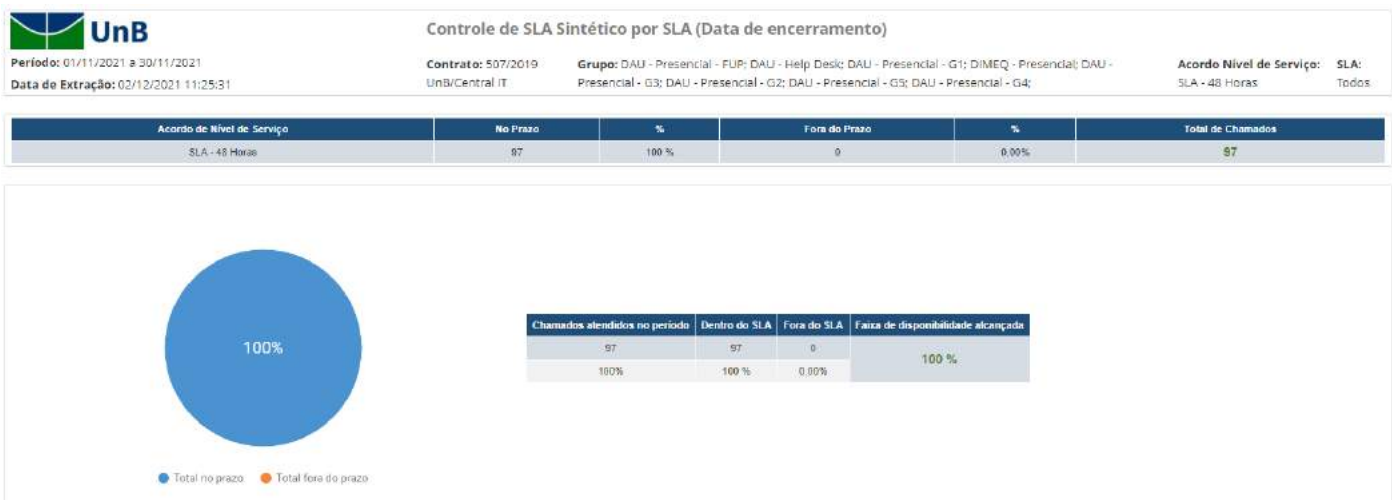 UnB
Controle de SLA Sintético por SLA (Data de encerramento)
Período: 01/11/2021 a 30/11/2021
Data de Extração: 02/12/2021 11:25:31
Contrato: 507/2019
UnB/Central IT
Grupo: DAU - Presencial - FUP; DAU - Help Desk; DAU - Presencial - G1; DIMEQ - Presencial; DAU -
Presencial - G3; DAU - Presencial - G2; DAU - Presencial - G5; DAU - Presencial - G4;
Acordo Nível de Serviço:
SLA - 48 Horas
SLA:
Todos
Acordo de Nível de Serviço No Prazo % Fora do Prazo % Total de Chamados
SLA - 48 Horas 97 100 % 0 0.00% 97
100%
Total no prazo Total fora do prazo
Chamados atendidos no período Dentro do SLA Fora do SLA Faixa de disponibilidade alcançada
97 97 0 100 %
100% 100 % 0.00%